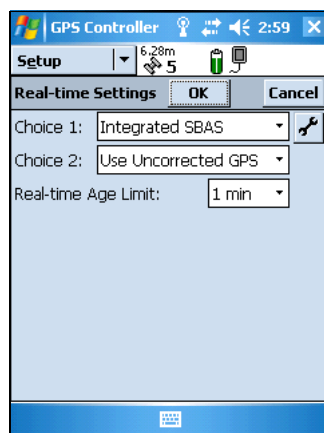 GPS Controller 2:59
Setup 6.28m 5
Real-time Settings OK Cancel
Choice 1: Integrated SBAS
Choice 2: Use Uncorrected GPS
Real-time Age Limit: 1 min